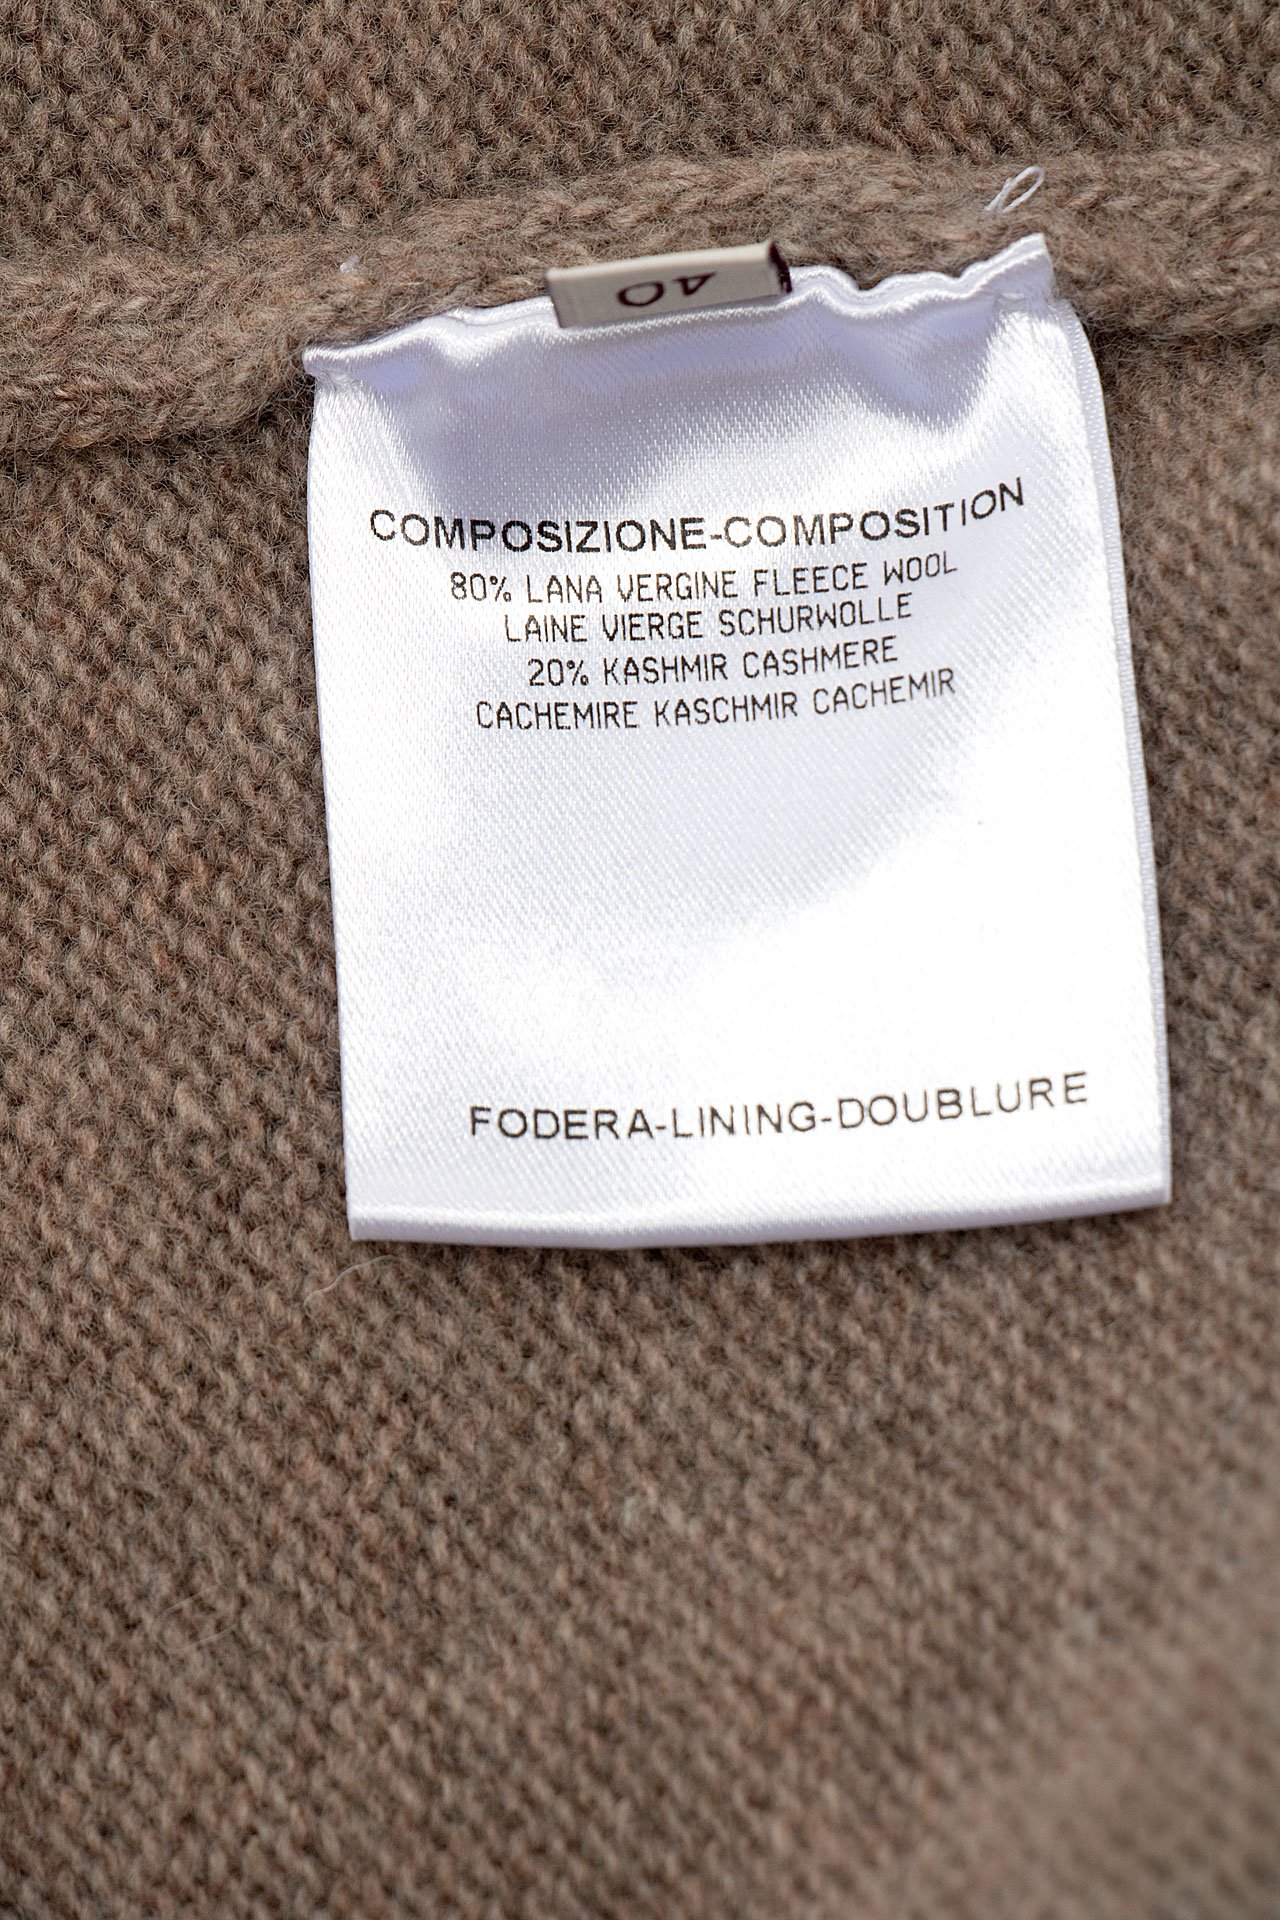 40
COMPOSIZIONE-COMPOSITION
80% LANA VERGINE FLEECE WOOL
LAINE VIERGE SCHURWOLLE
20% KASHMIR CASHMERE
CACHEMIRE KASCHMIR CACHEMIR
FODERA-LINING-DOUBLURE